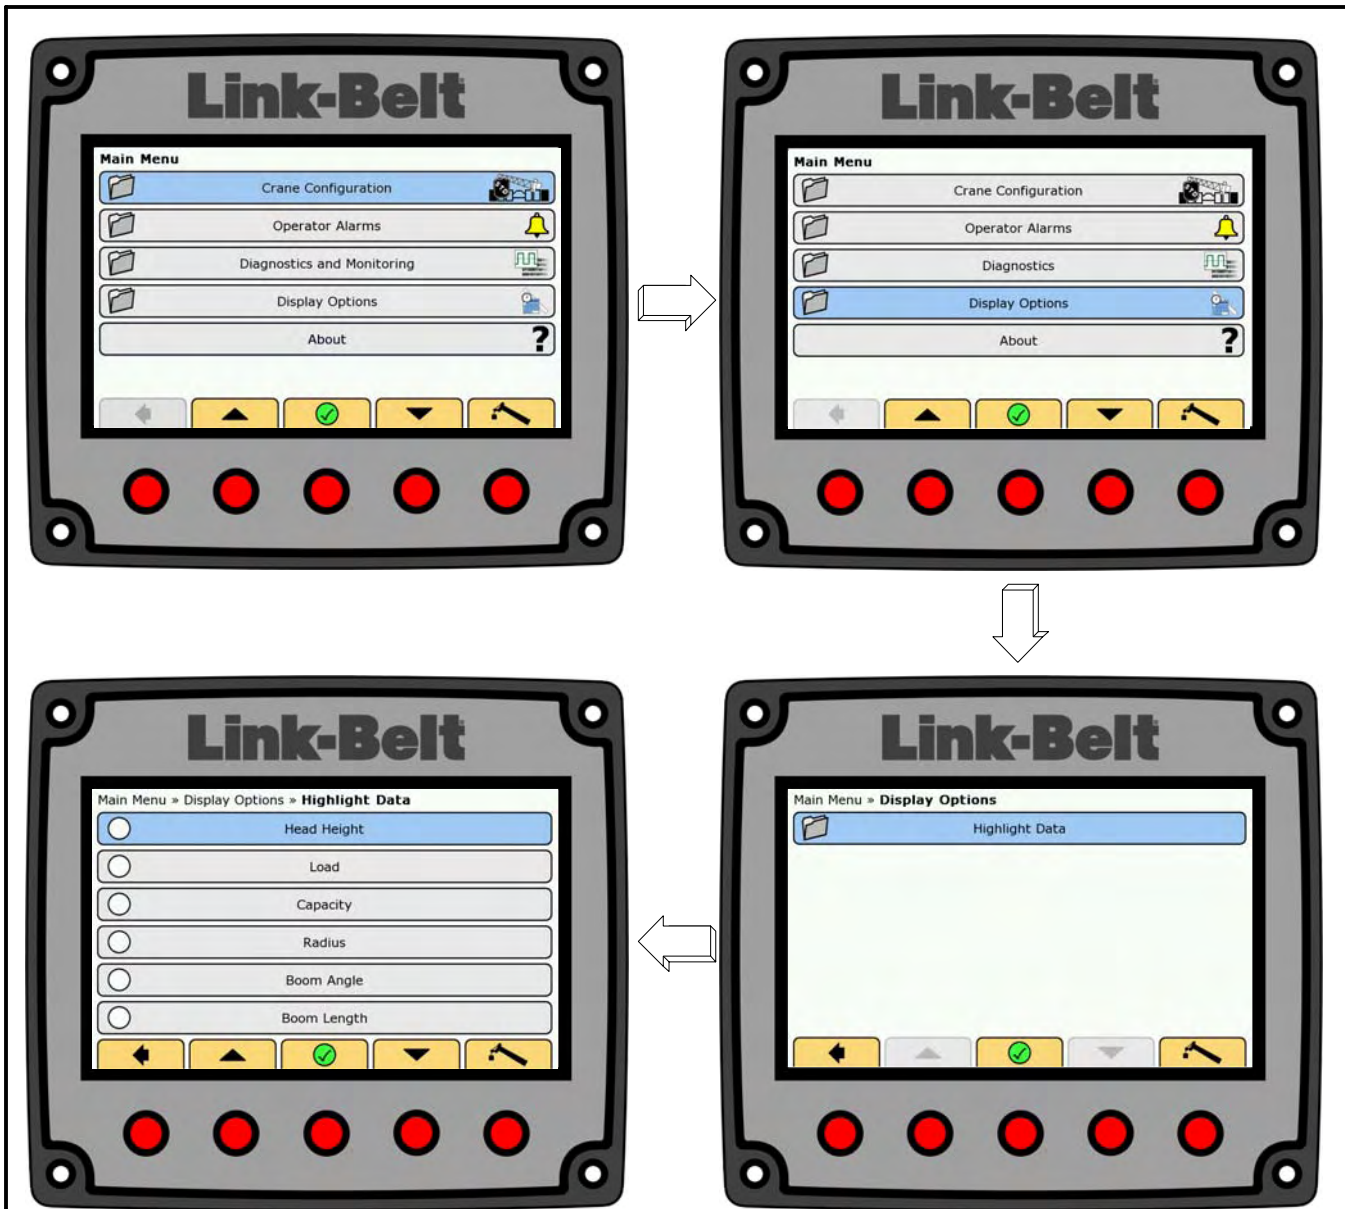 Link-Belt
Main Menu
Crane Configuration
Operator Alarms
Diagnostics and Monitoring
Display Options
About
?
Link-Belt
Main Menu
Crane Configuration
Operator Alarms
Diagnostics
Display Options
About
?
Link-Belt
Main Menu » Display Options » Highlight Data
Head Height
Load
Capacity
Radius
Boom Angle
Boom Length
Link-Belt
Main Menu » Display Options
Highlight Data